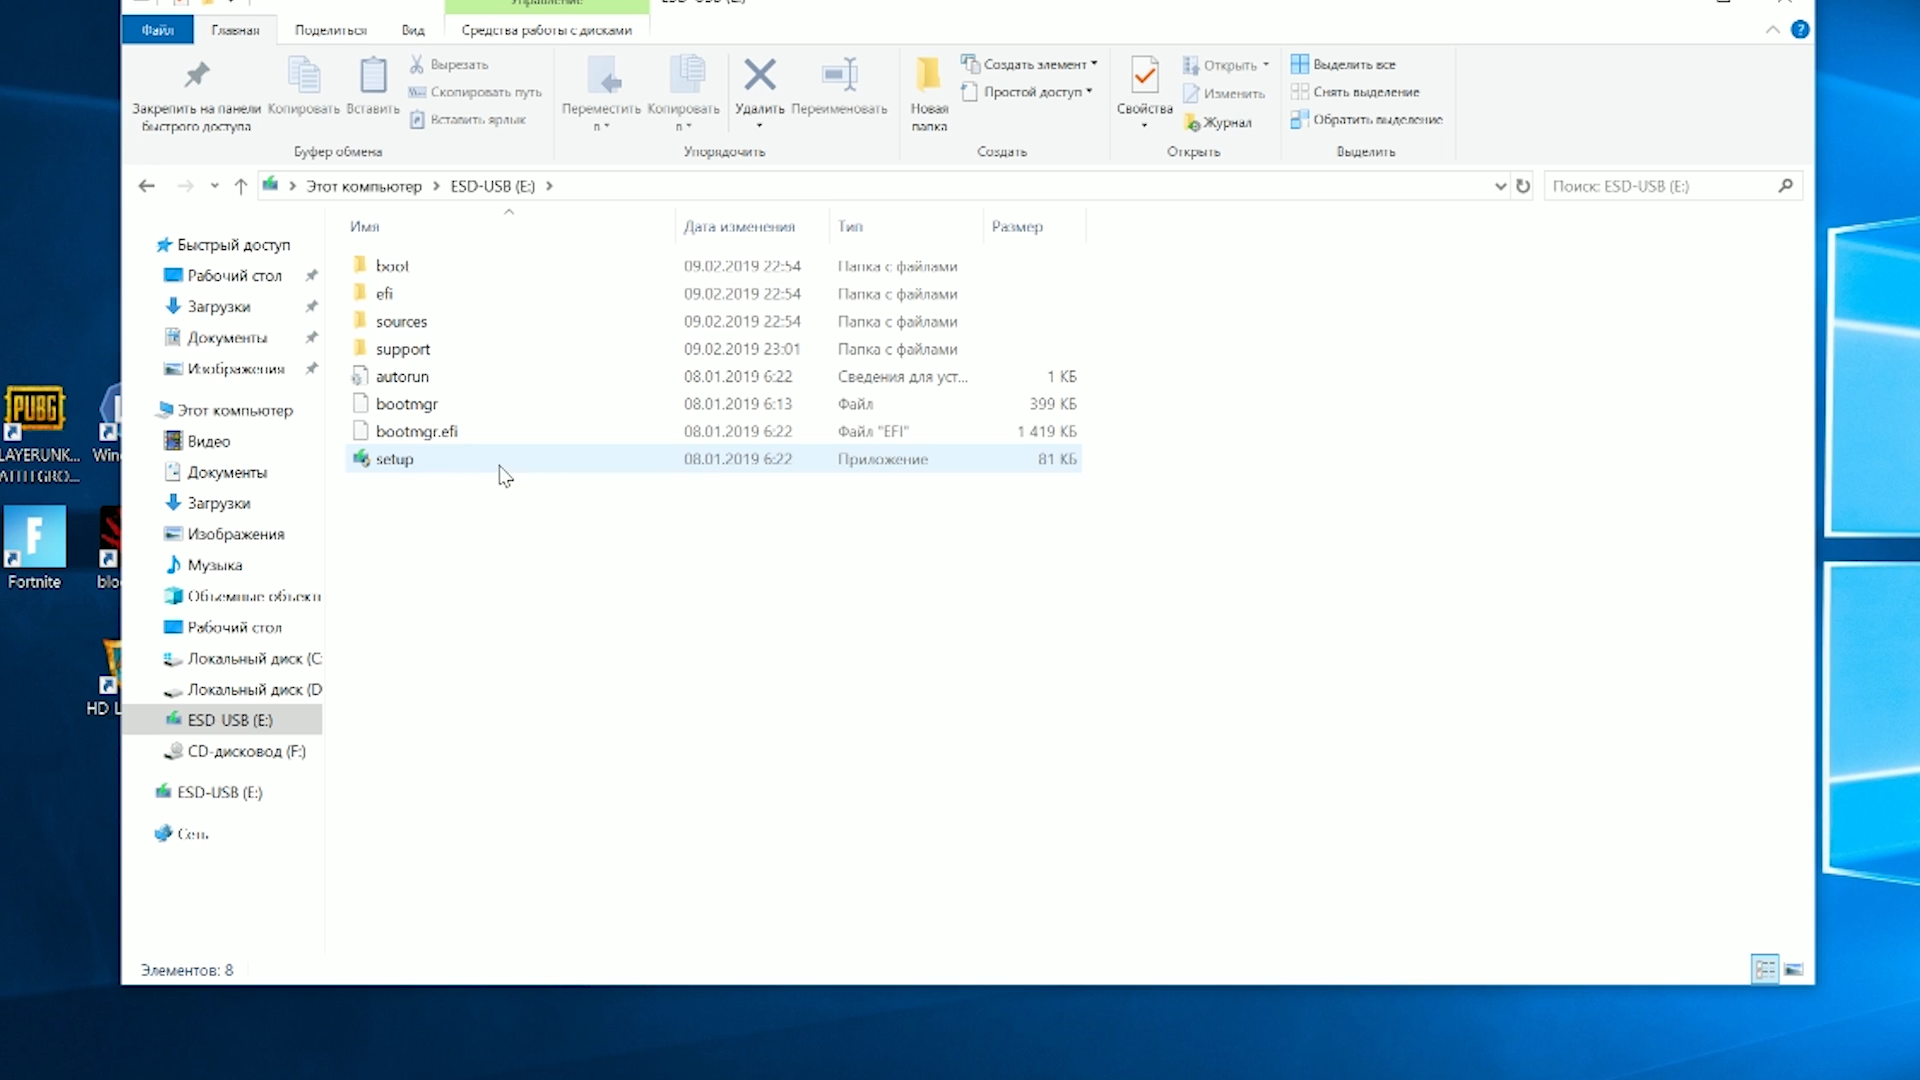 Управление
ESD-USB (E:)
Файл
Главная
Поделиться
Вид
Средства работы с дисками
Закрепить на панели
быстрого доступа
Копировать
Вставить
Вырезать
Скопировать путь
Вставить ярлык
Буфер обмена
Переместить
в
Копировать
в
Удалить
Переименовать
Упорядочить
Новая
папка
Создать элемент
Простой доступ
Создать
Свойства
Открыть
Изменить
Журнал
Открыть
Выделить все
Снять выделение
Обратить выделение
Выделить
Этот компьютер > ESD-USB (E:) >
Поиск: ESD-USB (E:)
Имя Дата изменения Тип Размер
boot 09.02.2019 22:54 Папка с файлами
efi 09.02.2019 22:54 Папка с файлами
sources 09.02.2019 22:54 Папка с файлами
support 09.02.2019 23:01 Папка с файлами
autorun 08.01.2019 6:22 Сведения для уст... 1 КБ
bootmgr 08.01.2019 6:13 Файл 399 КБ
bootmgr.efi 08.01.2019 6:22 Файл "EFI" 1 419 КБ
setup 08.01.2019 6:22 Приложение 81 КБ
Быстрый доступ
Рабочий стол
Загрузки
Документы
Изображения
Этот компьютер
Видео
Документы
Загрузки
Изображения
Музыка
Объемные объекты
Рабочий стол
Локальный диск (C:
Локальный диск (D
ESD-USB (E:)
CD-дисковод (F:)
ESD-USB (E:)
Сеть
Элементов: 8
PUBG
LAYERUNK...
ATTLEGRO...
Win
F
Fortnite
blo
HD L